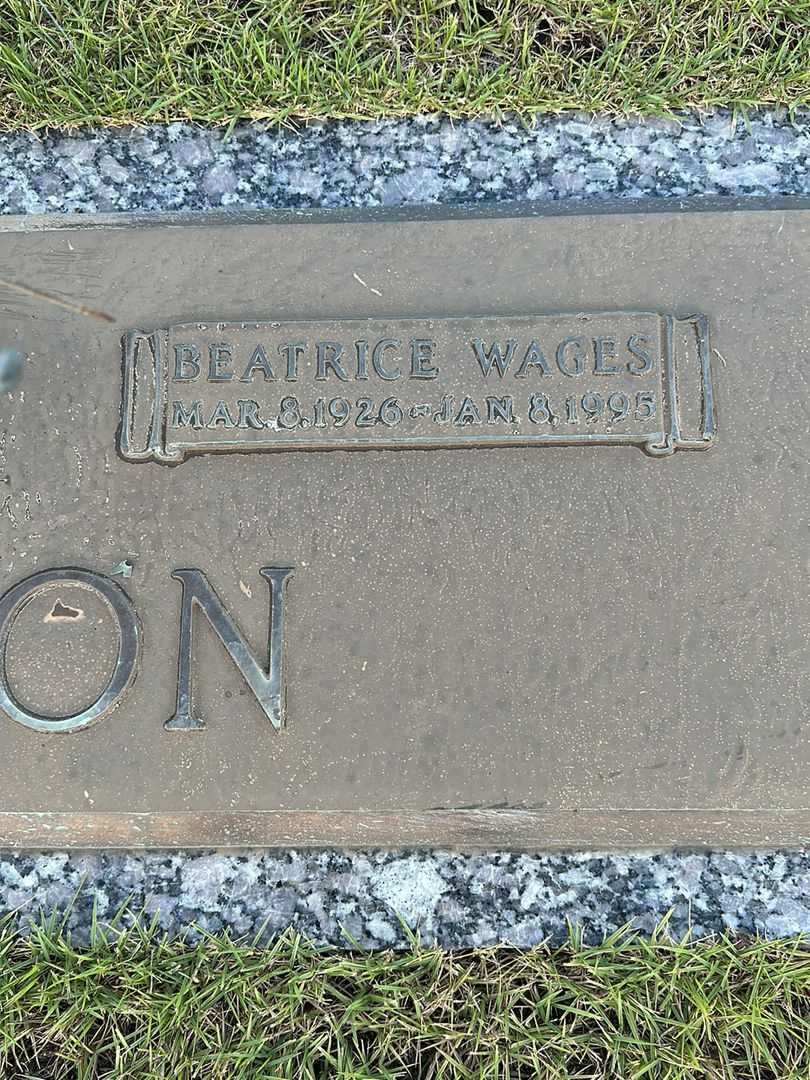 BEATRICE WAGES
MAR. 8, 1926 - JAN. 8, 1995
ON